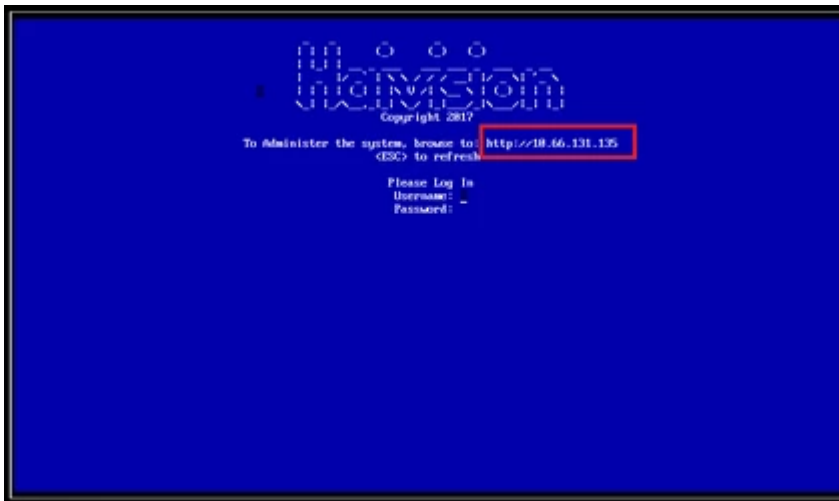 Haivision
Copyright 2017
To Administer the system, browse to: http://10.66.131.135
<ESC> to refresh
Please Log In
Username: _
Password: